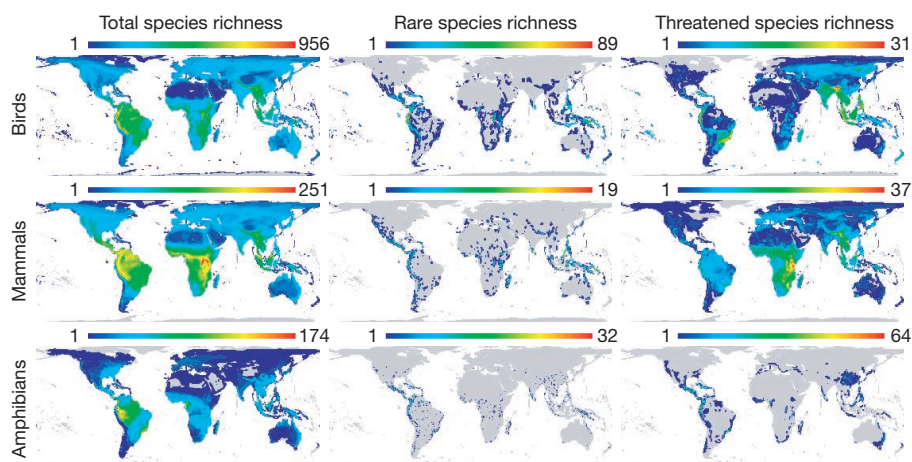 Total species richness
Rare species richness
Threatened species richness
1 956
1 89
1 31
Birds
1 251
1 19
1 37
Mammals
1 174
1 32
1 64
Amphibians